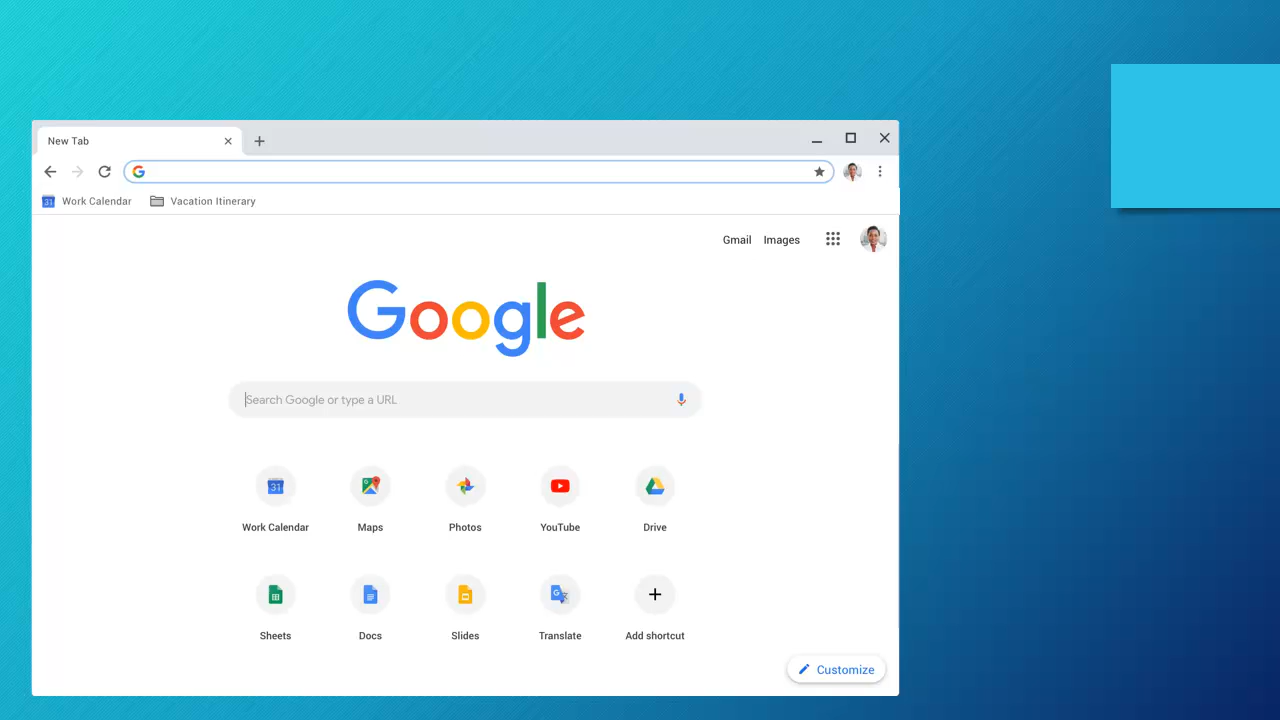 New Tab
Work Calendar
Vacation Itinerary
Gmail Images
Google
Search Google or type a URL
Work Calendar Maps Photos YouTube Drive
Sheets Docs Slides Translate Add shortcut
Customize